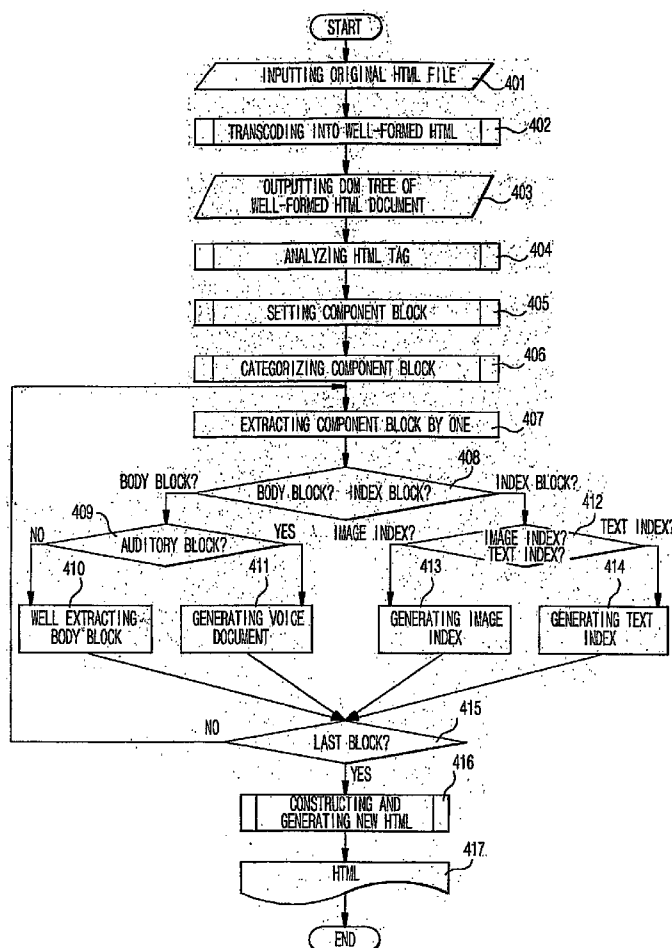 START
INPUTTING ORIGINAL HTML FILE
401
TRANSCODING INTO WELL-FORMED HTML
402
OUTPUTTING DOM TREE OF
WELL-FORMED HTML DOCUMENT
403
ANALYZING HTML TAG
404
SETTING COMPONENT BLOCK
405
CATEGORIZING COMPONENT BLOCK
406
EXTRACTING COMPONENT BLOCK BY ONE
407
408
BODY BLOCK?
BODY BLOCK? INDEX BLOCK?
INDEX BLOCK?
409
412
NO
AUDITORY BLOCK?
YES
IMAGE INDEX?
IMAGE INDEX?
TEXT INDEX?
TEXT INDEX?
410
411
413
414
WELL EXTRACTING
BODY BLOCK
GENERATING VOICE
DOCUMENT
GENERATING IMAGE
INDEX
GENERATING TEXT
INDEX
NO
LAST BLOCK?
415
YES
CONSTRUCTING AND
GENERATING NEW HTML
416
HTML
417
END